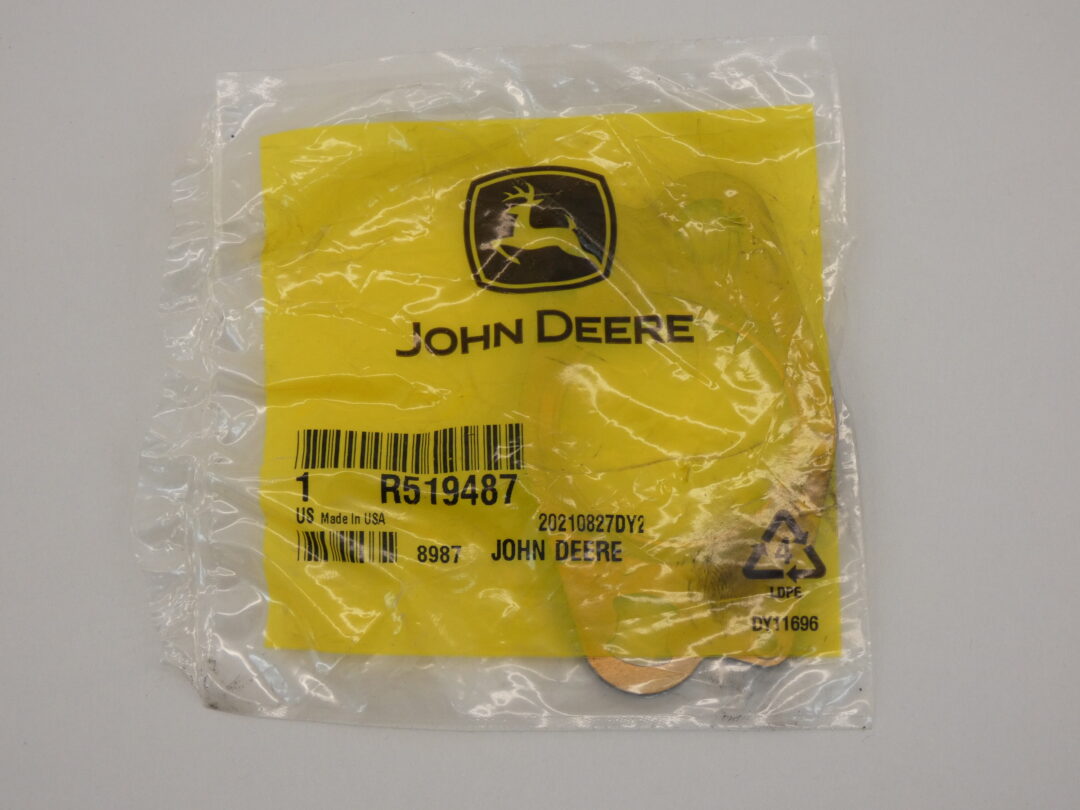 JOHN DEERE
1 R519487
US Made In USA
20210827DY2
8987 JOHN DEERE
4
LDPE
DY11696